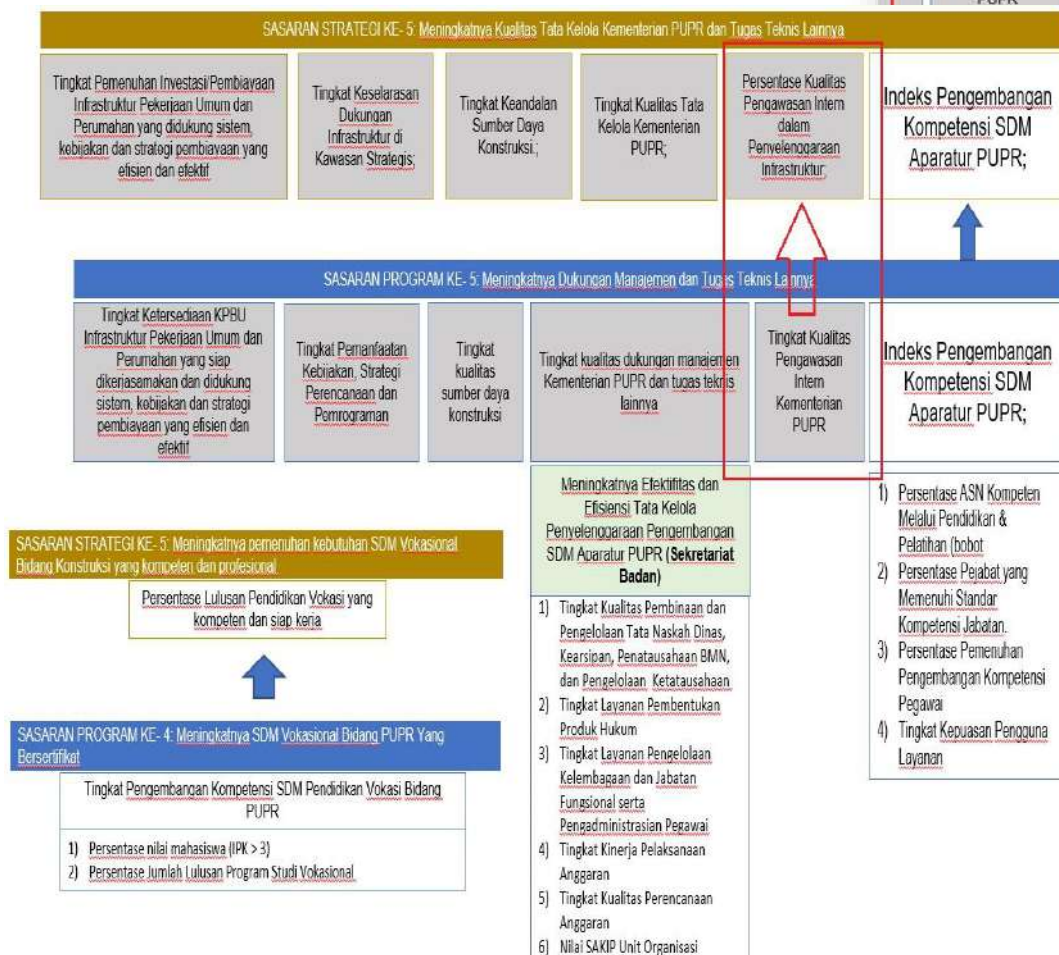 PUPR
SASARAN STRATEGI KE- 5: Meningkatnya Kualitas Tata Kelola Kementerian PUPR dan Tugas Teknis Lainnya
Tingkat Pemenuhan Investasi/Pembiayaan
Infrastruktur Pekerjaan Umum dan
Perumahan yang didukung sistem,
kebijakan dan strategi pembiayaan yang
efisien dan efektif
Tingkat Keselarasan
Dukungan
Infrastruktur di
Kawasan Strategis;
Tingkat Keandalan
Sumber Daya
Konstruksi.;
Tingkat Kualitas Tata
Kelola Kementerian
PUPR;
Persentase Kualitas
Pengawasan Intern
dalam
Penyelenggaraan
Infrastruktur;
Indeks Pengembangan
Kompetensi SDM
Aparatur PUPR;
SASARAN PROGRAM KE- 5: Meningkatnya Dukungan Manajemen dan Tugas Teknis Lainnya
Tingkat Ketersediaan KPBU
Infrastruktur Pekerjaan Umum dan
Perumahan yang siap
dikerjasamakan dan didukung
sistem, kebijakan dan strategi
pembiayaan yang efisien dan
efektif
Tingkat Pemanfaatan
Kebijakan, Strategi
Perencanaan dan
Pemrograman
Tingkat
kualitas
sumber daya
konstruksi
Tingkat kualitas dukungan manajemen
Kementerian PUPR dan tugas teknis
lainnya
Tingkat Kualitas
Pengawasan
Intern
Kementerian
PUPR
Indeks Pengembangan
Kompetensi SDM
Aparatur PUPR;
Meningkatnya Efektifitas dan
Efisiensi Tata Kelola
Penyelenggaraan Pengembangan
SDM Aparatur PUPR (Sekretariat
Badan)
1) Tingkat Kualitas Pembinaan dan
Pengelolaan Tata Naskah Dinas,
Kearsipan, Penatausahaan BMN,
dan Pengelolaan Ketatausahaan
2) Tingkat Layanan Pembentukan
Produk Hukum
3) Tingkat Layanan Pengelolaan
Kelembagaan dan Jabatan
Fungsional serta
Pengadministrasian Pegawai
4) Tingkat Kinerja Pelaksanaan
Anggaran
5) Tingkat Kualitas Perencanaan
Anggaran
6) Nilai SAKIP Unit Organisasi
1) Persentase ASN Kompeten
Melalui Pendidikan &
Pelatihan (bobot
2) Persentase Pejabat yang
Memenuhi Standar
Kompetensi Jabatan.
3) Persentase Pemenuhan
Pengembangan Kompetensi
Pegawai
4) Tingkat Kepuasan Pengguna
Layanan
SASARAN STRATEGI KE- 5: Meningkatnya pemenuhan kebutuhan SDM Vokasional
Bidang Konstruksi yang kompeten dan profesional
Persentase Lulusan Pendidikan Vokasi yang
kompeten dan siap kerja
SASARAN PROGRAM KE- 4: Meningkatnya SDM Vokasional Bidang PUPR Yang
Bersertifikat
Tingkat Pengembangan Kompetensi SDM Pendidikan Vokasi Bidang
PUPR
1) Persentase nilai mahasiswa (IPK > 3)
2) Persentase Jumlah Lulusan Program Studi Vokasional